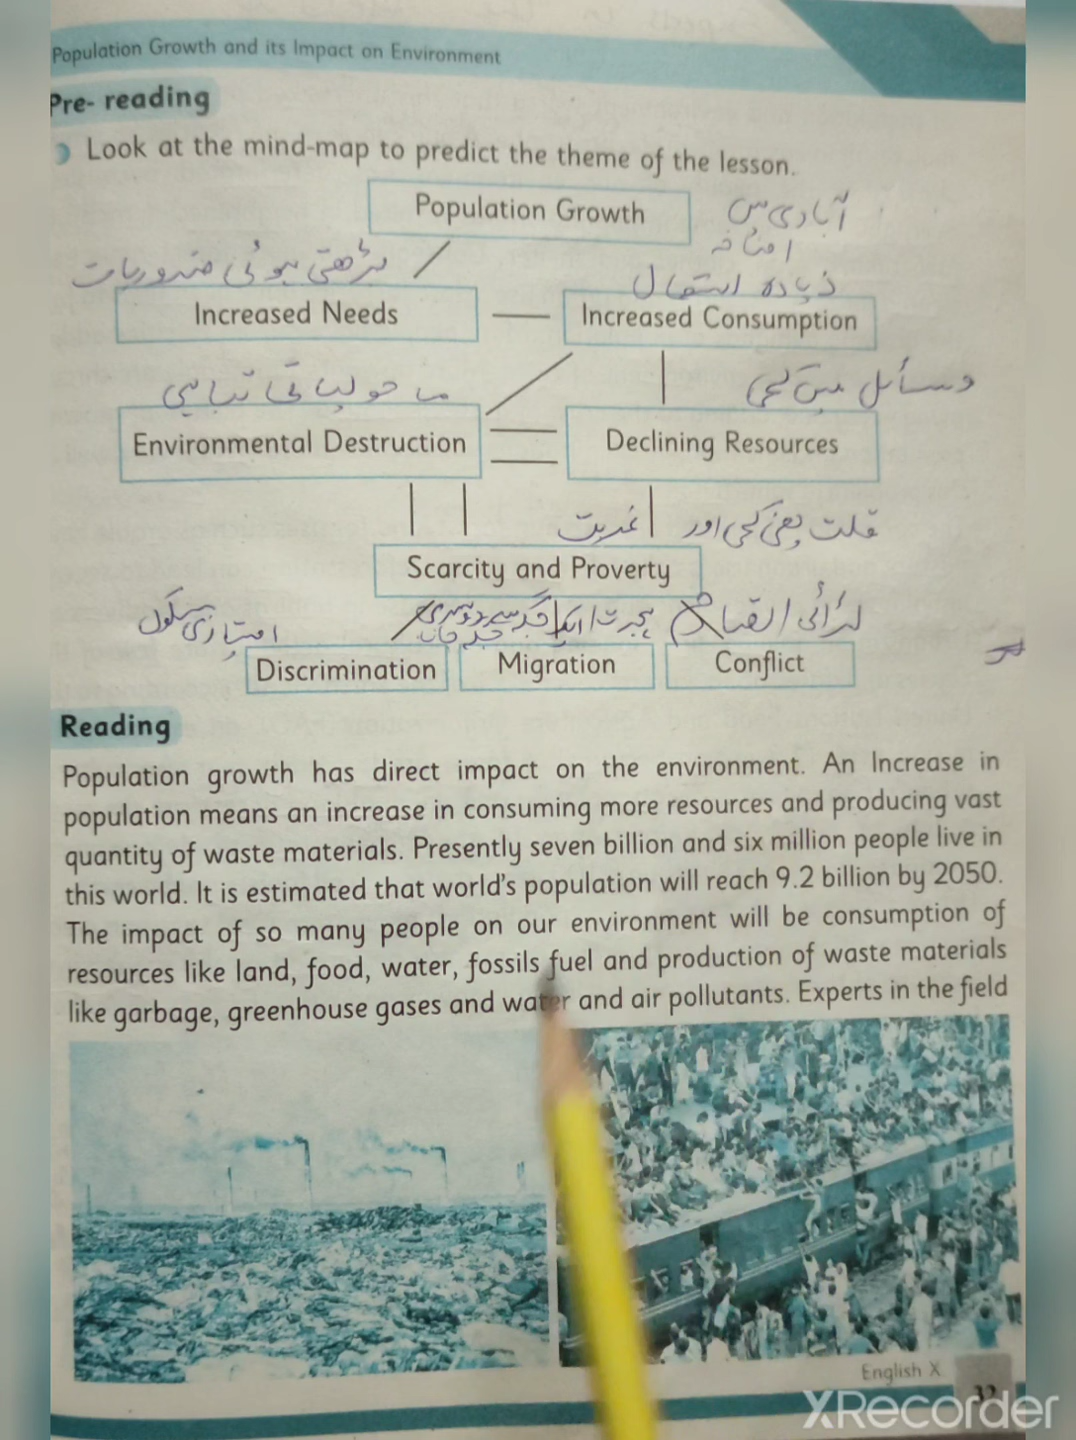 Population Growth and its Impact on Environment
Pre- reading
Look at the mind-map to predict the theme of the lesson.
Population Growth
آبادی میں
اضافہ
بڑھتی ہوئی ضروریات
زیادہ استعمال
Increased Needs
Increased Consumption
ماحولیاتی تباہی
وسائل میں کمی
Environmental Destruction
Declining Resources
قلت یعنی کمی اور غربت
Scarcity and Proverty
امتیازی سلوک
ہجرت
لڑائی
Discrimination
Migration
Conflict
Reading
Population growth has direct impact on the environment. An Increase in
population means an increase in consuming more resources and producing vast
quantity of waste materials. Presently seven billion and six million people live in
this world. It is estimated that world's population will reach 9.2 billion by 2050.
The impact of so many people on our environment will be consumption of
resources like land, food, water, fossils fuel and production of waste materials
like garbage, greenhouse gases and water and air pollutants. Experts in the field
English X
32
XRecorder